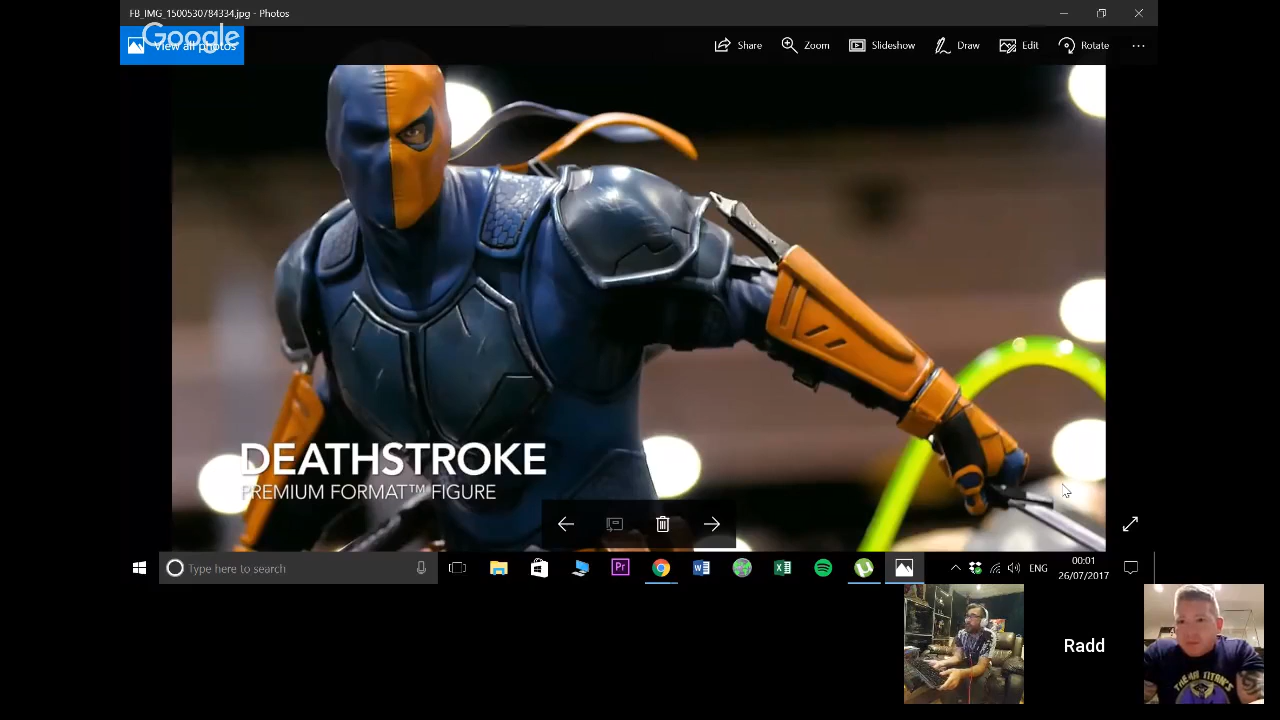 FB_IMG_1500530784334.jpg - Photos
Google
View all photos
Share
Zoom
Slideshow
Draw
Edit
Rotate
DEATHSTROKE
PREMIUM FORMAT™ FIGURE
Type here to search
Pr
ENG
00:01
26/07/2017
Radd